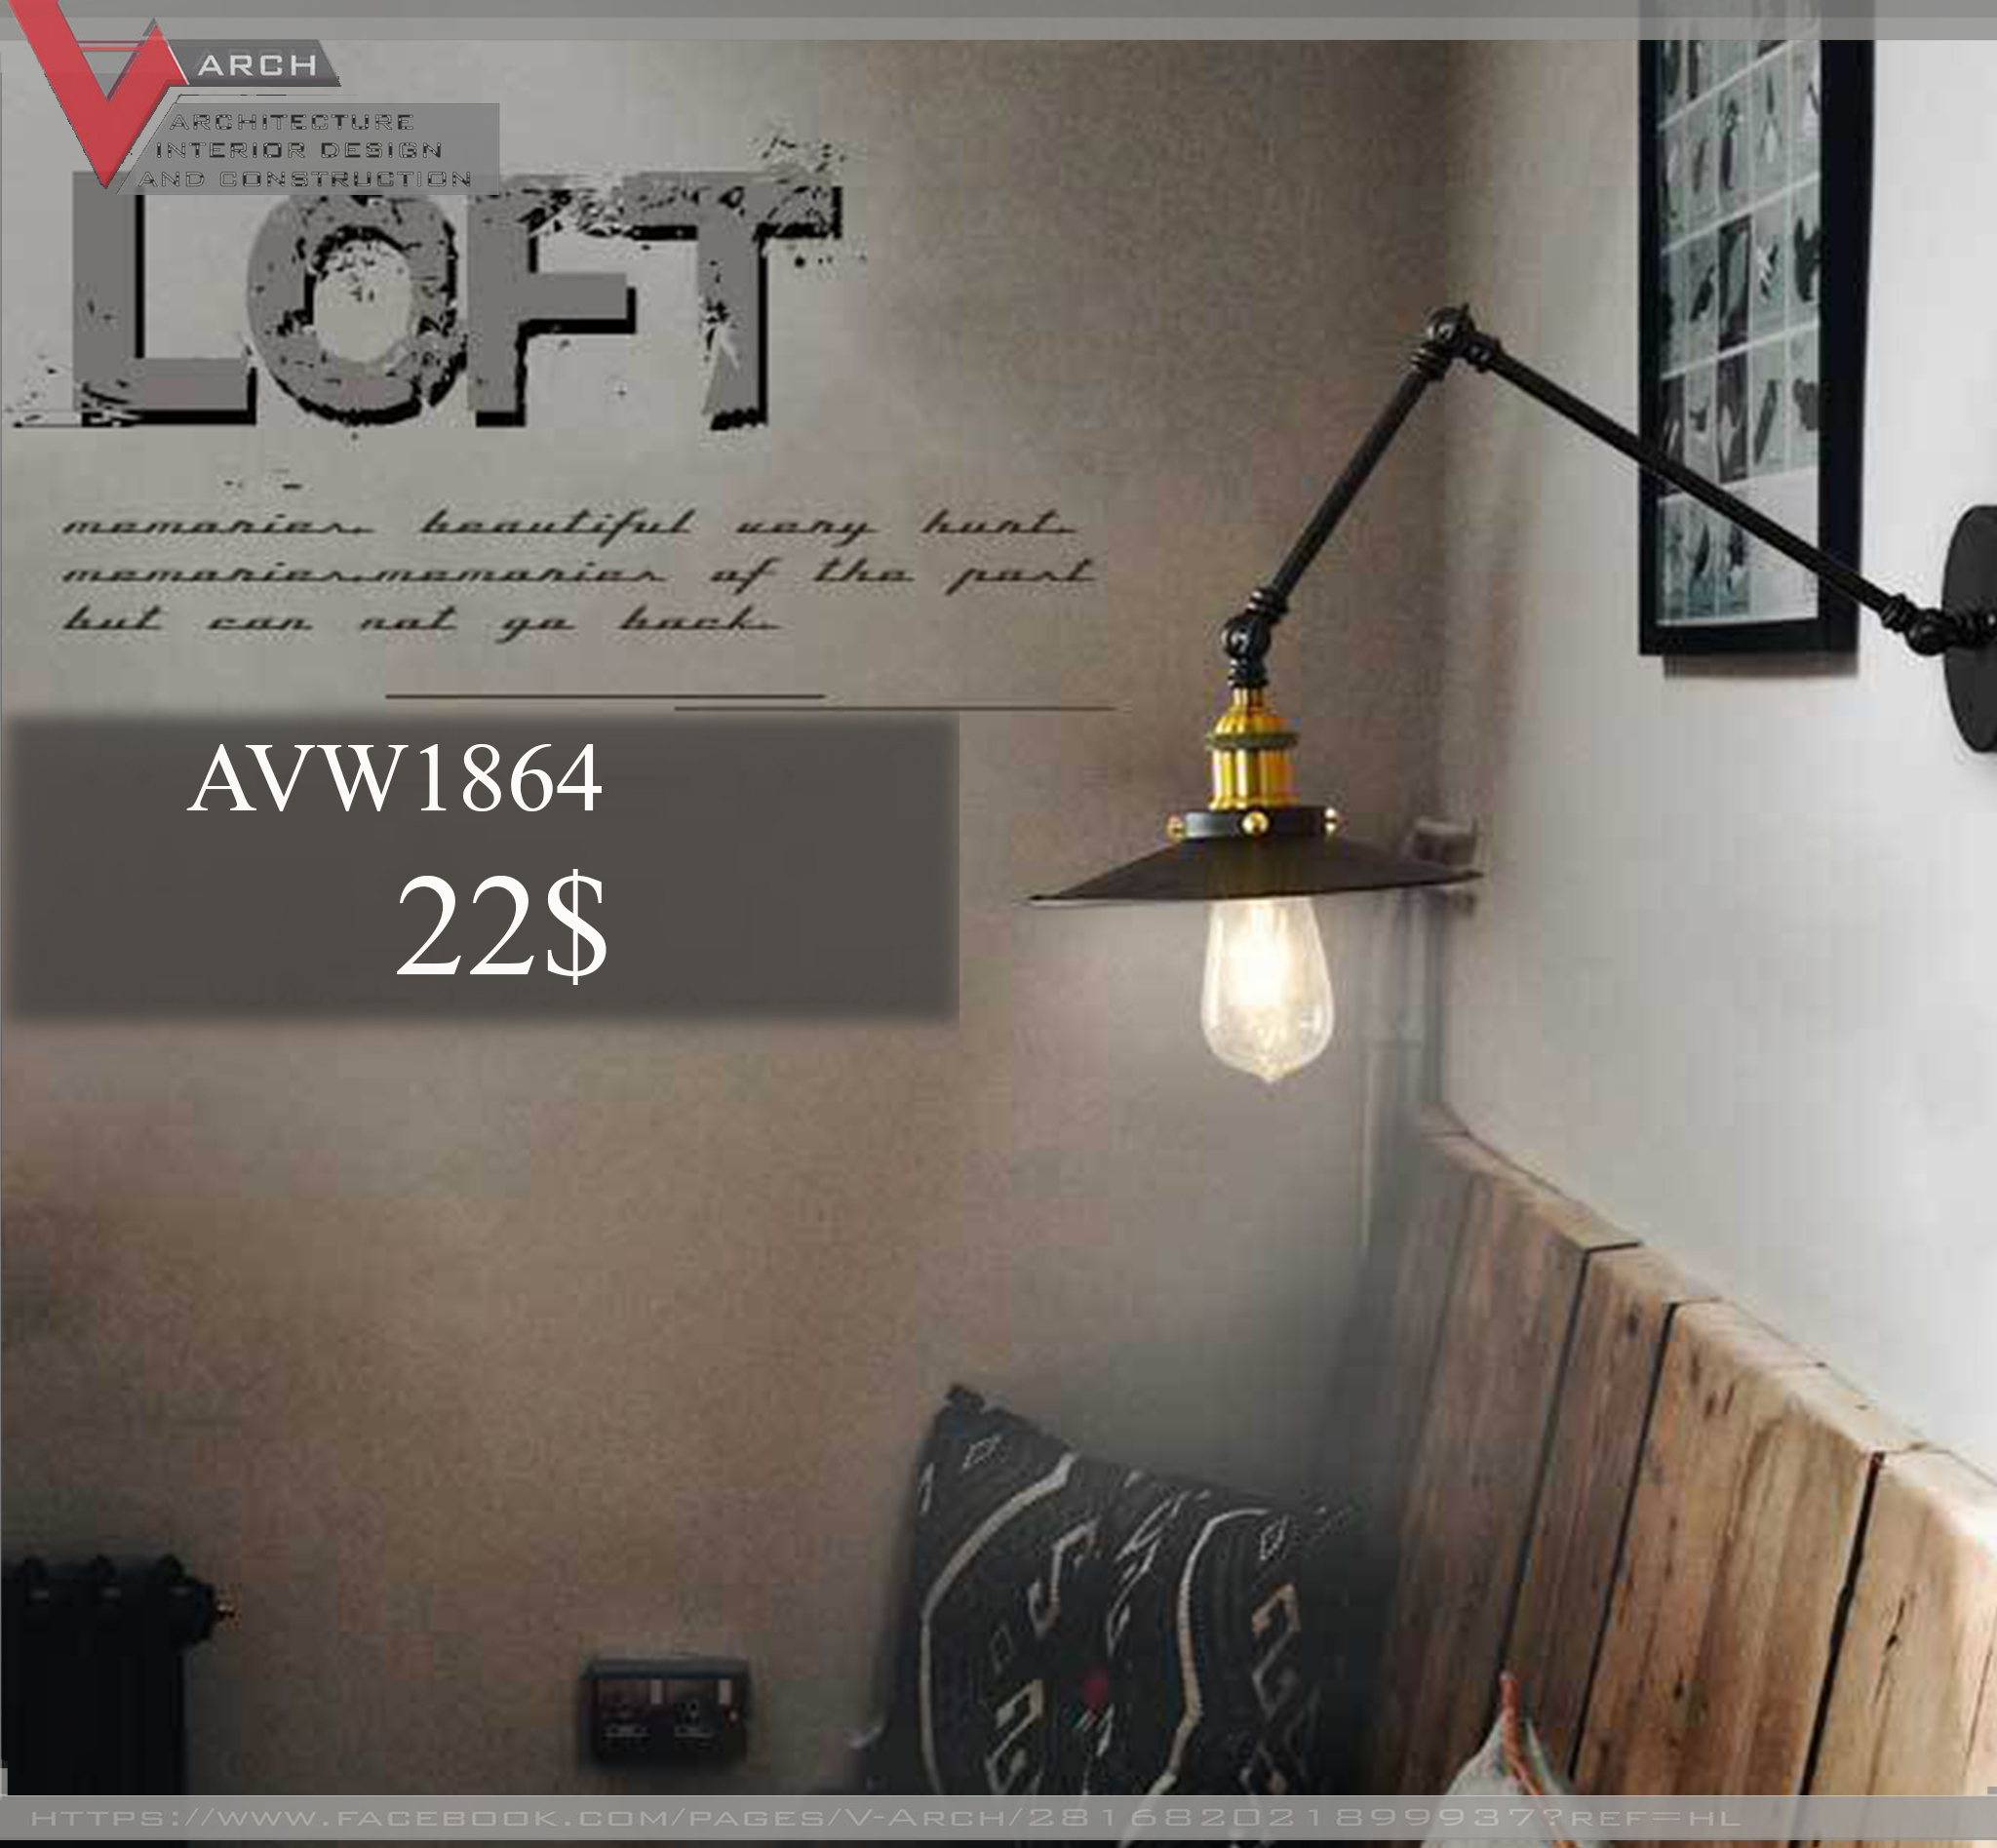 ARCH
ARCHITECTURE
INTERIOR DESIGN
AND CONSTRUCTION
LOFT
memories. beautiful very hunt.
memories.memories of the past
but can not go back.
AVW1864
22$
HTTPS://WWW.FACEBOOK.COM/PAGES/V-ARCH/281682021899937?REF=HL